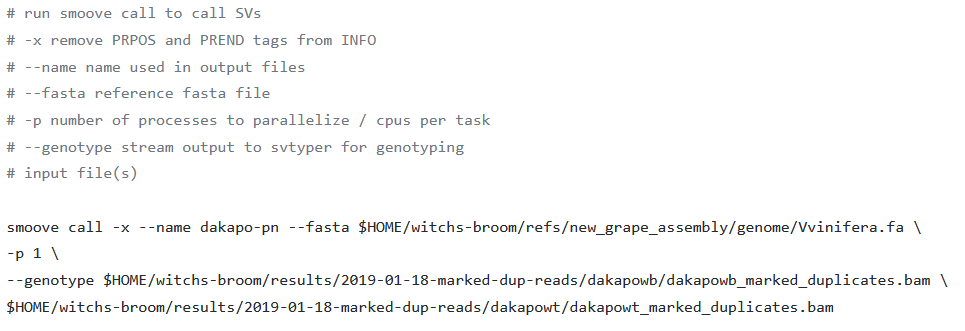 # run smoove call to call SVs
# -x remove PRPOS and PREND tags from INFO
# --name name used in output files
# --fasta reference fasta file
# -p number of processes to parallelize / cpus per task
# --genotype stream output to svtyper for genotyping
# input file(s)
smoove call -x --name dakapo-pn --fasta $HOME/witchs-broom/refs/new_grape_assembly/genome/Vvinifera.fa \
-p 1 \
--genotype $HOME/witchs-broom/results/2019-01-18-marked-dup-reads/dakapowb/dakapowb_marked_duplicates.bam \
$HOME/witchs-broom/results/2019-01-18-marked-dup-reads/dakapowt/dakapowt_marked_duplicates.bam